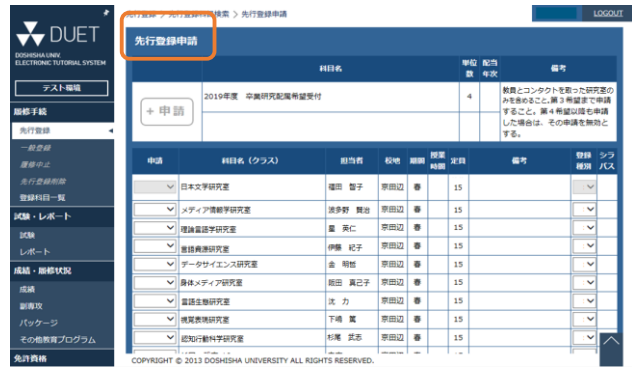 先行登録 > 先行登録科目検索 > 先行登録申請
LOGOUT
DUET
DOSHISHA UNIV.
ELECTRONIC TUTORIAL SYSTEM
テスト環境
履修手続
先行登録
一般登録
履修中止
先行登録削除
登録科目一覧
試験・レポート
試験
レポート
成績・履修状況
成績
副専攻
パッケージ
その他教育プログラム
免許資格
先行登録申請
科目名 単位数 配当年次 備考
+ 申請
2019年度 卒業研究配属希望受付 4
教員とコンタクトを取った研究室の
みを含めること。第3希望まで申請
すること。第4希望以降も申請
した場合は、その申請を無効と
する。
申請 科目名（クラス） 担当者 校地 期間 授業時間 定員 備考 登録種別 シラバス
日本文学研究室 福田 智子 京田辺 春 15
メディア情報学研究室 波多野 賢治 京田辺 春 15
理論言語学研究室 星 英仁 京田辺 春 15
言語資源研究室 伊藤 紀子 京田辺 春 15
データサイエンス研究室 金 明哲 京田辺 春 15
身体メディア研究室 阪田 真己子 京田辺 春 15
言語生態研究室 沈 力 京田辺 春 15
視覚表現研究室 下嶋 篤 京田辺 春 15
認知行動科学研究室 杉尾 武志 京田辺 春 15
COPYRIGHT © 2013 DOSHISHA UNIVERSITY ALL RIGHTS RESERVED.